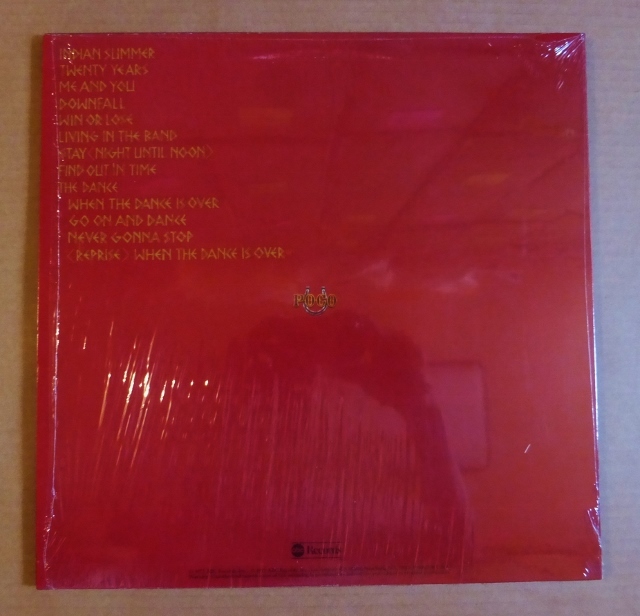 INDIAN SUMMER
TWENTY YEARS
ME AND YOU
DOWNFALL
WIN OR LOSE
LIVING IN THE BAND
STAY (NIGHT UNTIL NOON)
FIND OUT IN TIME
THE DANCE
WHEN THE DANCE IS OVER
GO ON AND DANCE
NEVER GONNA STOP
(REPRISE) WHEN THE DANCE IS OVER
POCO
abc Records